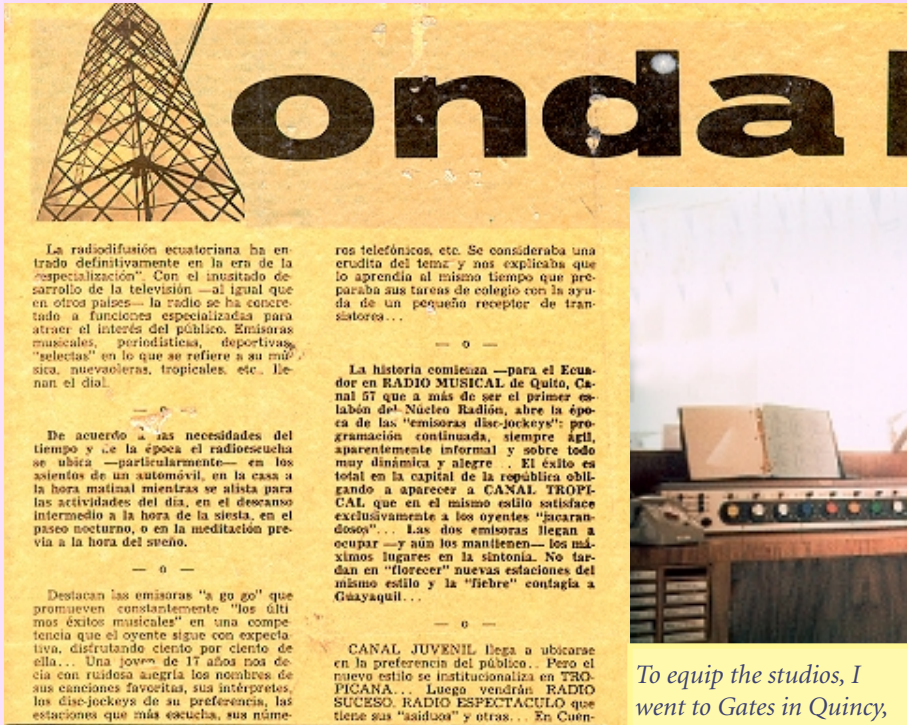 onda
La radiodifusión ecuatoriana ha en-
trado definitivamente en la era de la
"especialización". Con el inusitado de-
sarrollo de la televisión —al igual que
en otros países— la radio se ha concre-
tado a funciones especializadas para
atraer el interés del público. Emisoras
musicales, periodísticas, deportivas,
"selectas" en lo que se refiere a su mú-
sica, nuevaoleras, tropicales, etc., lle-
nan el dial.
— o —
De acuerdo a las necesidades del
tiempo y de la época el radioescucha
se ubica —particularmente— en los
asientos de un automóvil, en la casa a
la hora matinal mientras se alista para
las actividades del día, en el descanso
intermedio a la hora de la siesta, en el
paseo nocturno, o en la meditación pre-
via a la hora del sueño.
— o —
Destacan las emisoras "a go go" que
promueven constantemente "los últi
mos éxitos musicales" en una compe-
tencia que el oyente sigue con expecta-
tiva, disfrutando ciento por ciento de
ella... Una joven de 17 años nos de-
cía con ruidosa alegría los nombres de
sus canciones favoritas, sus intérpretes,
los disc-jockeys de su preferencia, las
estaciones que más escucha, sus núme-
ros telefónicos, etc. Se consideraba una
erudita del tema y nos explicaba que
lo aprendía al mismo tiempo que pre-
paraba sus tareas de colegio con la ayu-
da de un pequeño receptor de tran-
sistores...
— o —
La historia comienza —para el Ecua-
dor en RADIO MUSICAL de Quito, Ca-
nal 57 que a más de ser el primer es-
labón del Núcleo Radión, abre la épo-
ca de las "emisoras disc-jockeys": pro-
gramación continuada, siempre ágil,
aparentemente informal y sobre todo
muy dinámica y alegre .. El éxito es
total en la capital de la república obli-
gando a aparecer a CANAL TROPI-
CAL que en el mismo estilo satisface
exclusivamente a los oyentes "jacaran-
dosos"... Las dos emisoras llegan a
ocupar —y aún los mantienen— los má-
ximos lugares en la sintonía. No tar-
dan en "florecer" nuevas estaciones del
mismo estilo y la "fiebre" contagia a
Guayaquil...
— o —
CANAL JUVENIL llega a ubicarse
en la preferencia del público.. Pero el
nuevo estilo se institucionaliza en TRO-
PICANA... Luego vendrán RADIO
SUCESO, RADIO ESPECTACULO que
tiene sus "asiduos" y otras... En Cuen-
To equip the studios, I
went to Gates in Quincy,